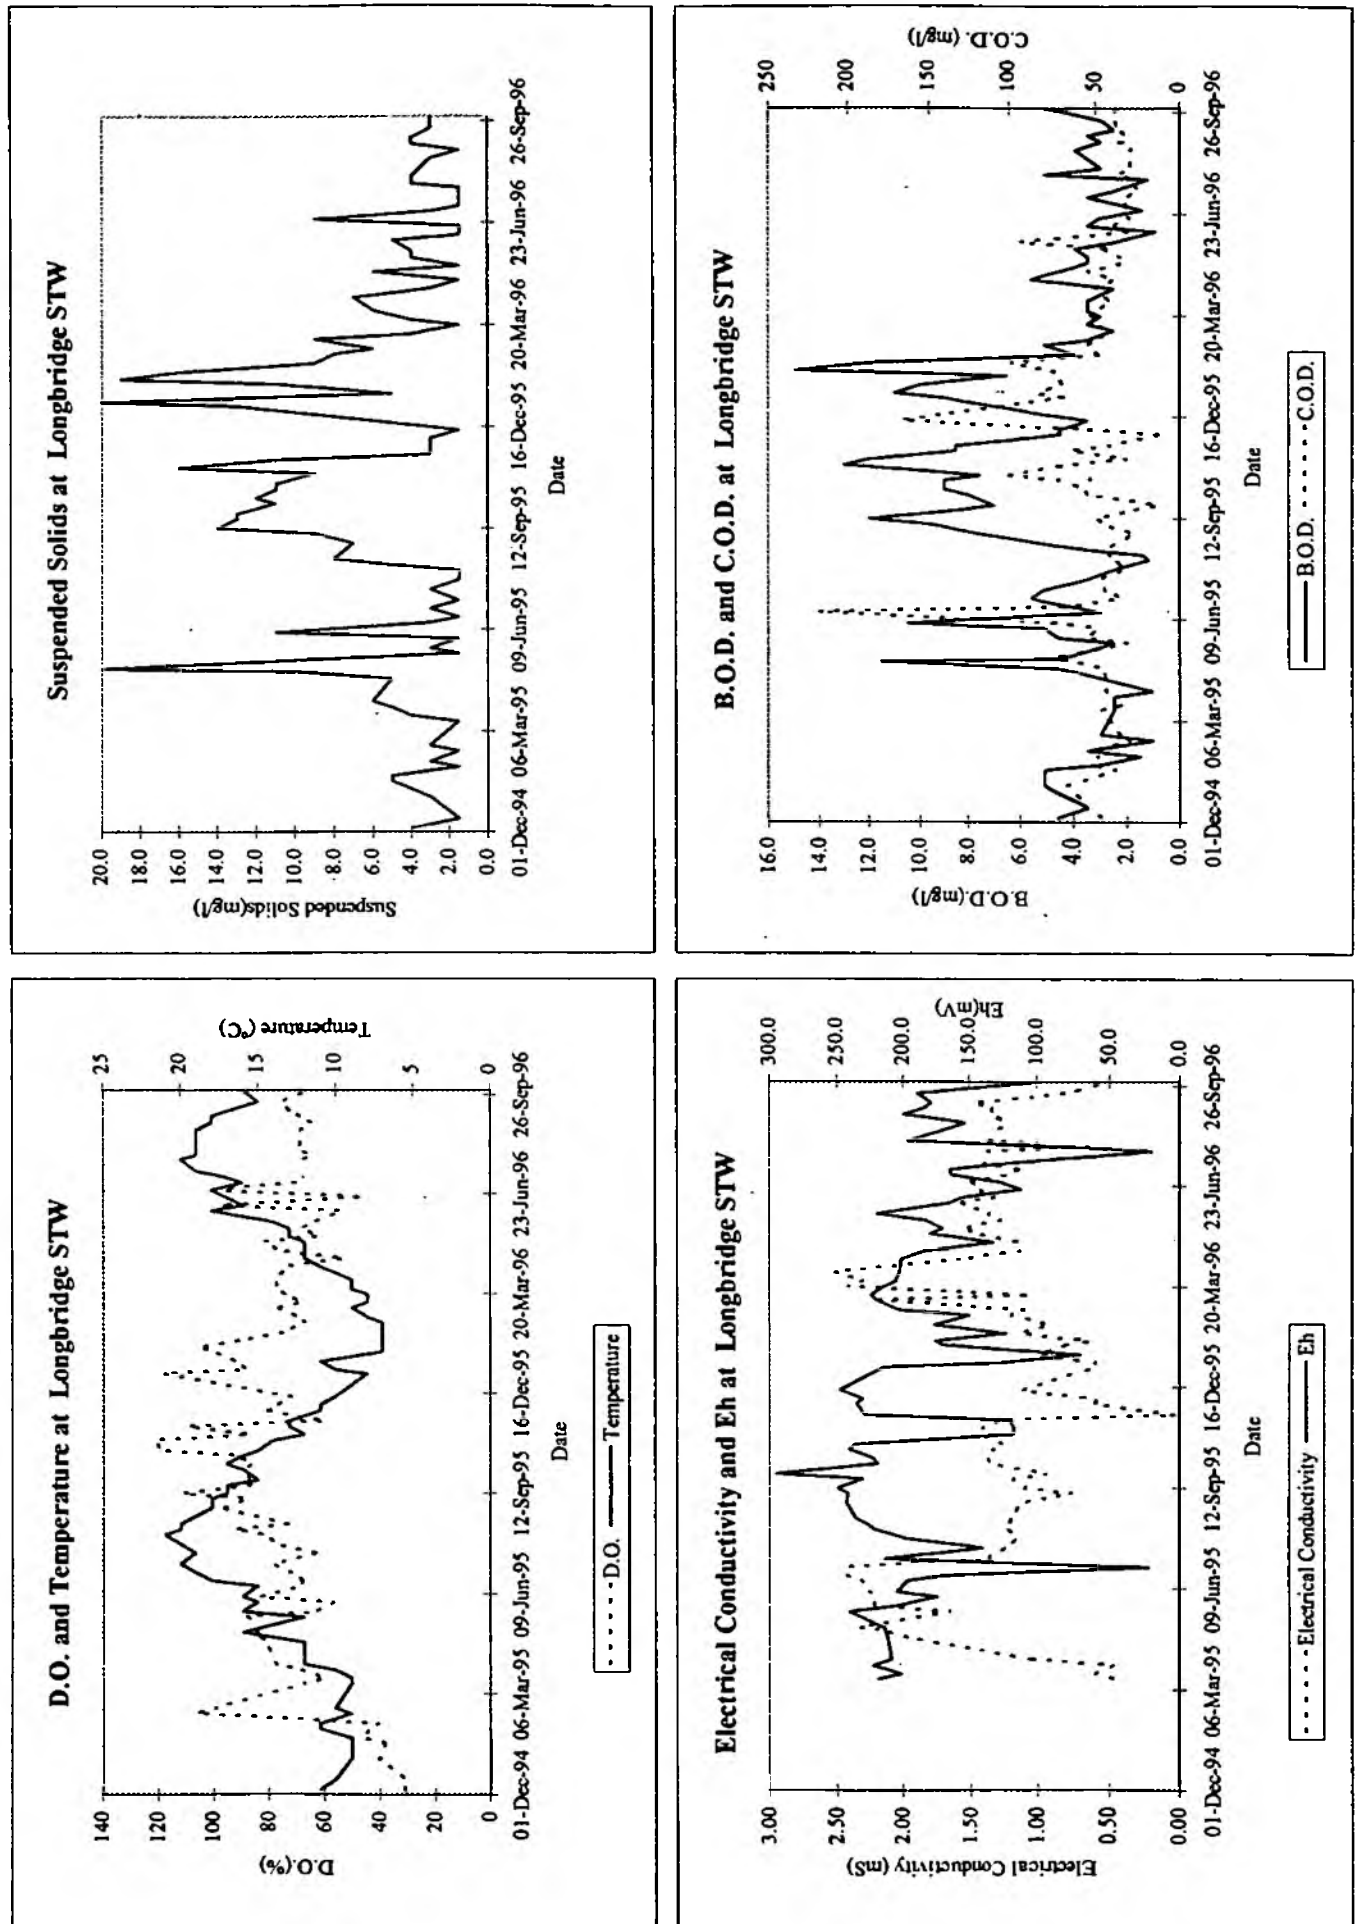 D.O. and Temperature at Longbridge STW
D.O.(%)
140
120
100
80
60
40
20
0
Temperature (°C)
25
20
15
10
5
0
01-Dec-94 06-Mar-95 09-Jun-95 12-Sep-95 16-Dec-95 20-Mar-96 23-Jun-96 26-Sep-96
Date
D.O. Temperature
Suspended Solids at Longbridge STW
Suspended Solids(mg/l)
20.0
18.0
16.0
14.0
12.0
10.0
8.0
6.0
4.0
2.0
0.0
01-Dec-94 06-Mar-95 09-Jun-95 12-Sep-95 16-Dec-95 20-Mar-96 23-Jun-96 26-Sep-96
Date
Electrical Conductivity and Eh at Longbridge STW
Electrical Conductivity (mS)
3.00
2.50
2.00
1.50
1.00
0.50
0.00
Eh(mV)
300.0
250.0
200.0
150.0
100.0
50.0
0.0
01-Dec-94 06-Mar-95 09-Jun-95 12-Sep-95 16-Dec-95 20-Mar-96 23-Jun-96 26-Sep-96
Date
Electrical Conductivity Eh
B.O.D. and C.O.D. at Longbridge STW
B.O.D.(mg/l)
16.0
14.0
12.0
10.0
8.0
6.0
4.0
2.0
0.0
C.O.D. (mg/l)
250
200
150
100
50
0
01-Dec-94 06-Mar-95 09-Jun-95 12-Sep-95 16-Dec-95 20-Mar-96 23-Jun-96 26-Sep-96
Date
B.O.D. C.O.D.